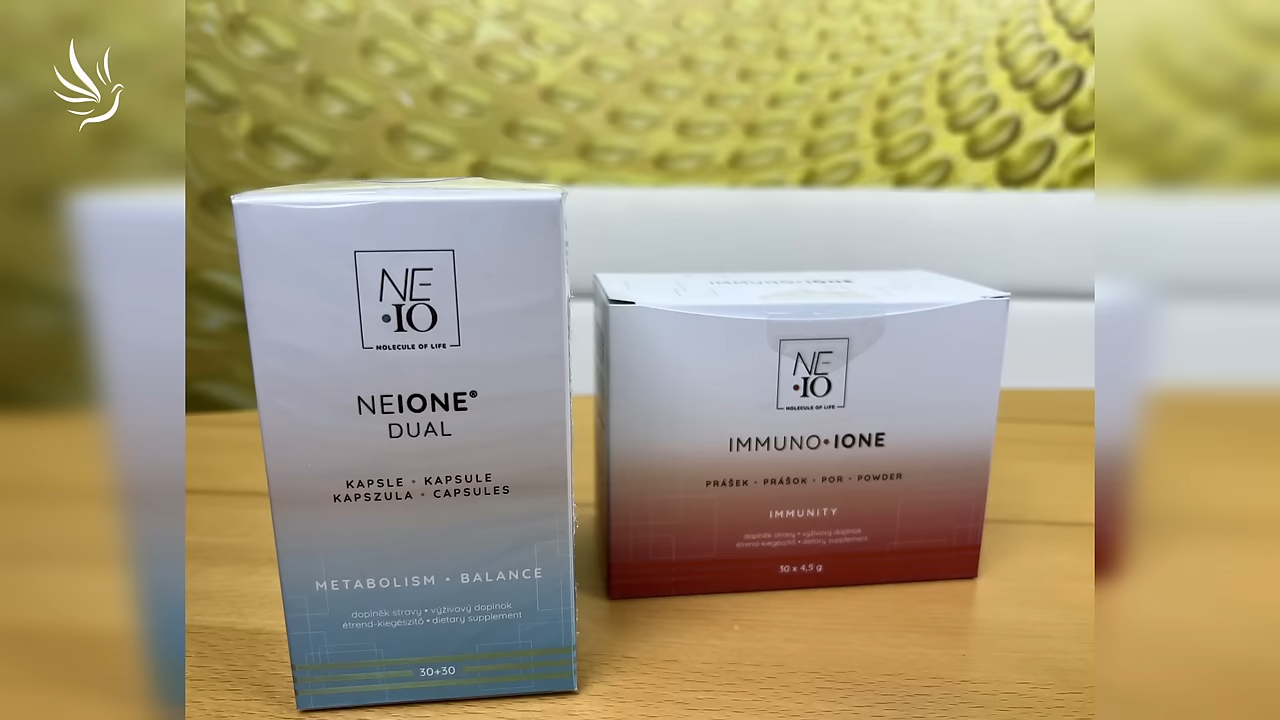 NE
•IO
MOLECULE OF LIFE
NEIONE®
DUAL
KAPSLE • KAPSULE
KAPSZULA • CAPSULES
METABOLISM • BALANCE
doplněk stravy • výživový doplnok
étrend-kiegészítő • dietary supplement
30+30
IMMUNO•IONE
NE
•IO
MOLECULE OF LIFE
IMMUNO•IONE
PRÁŠEK • PRÁŠOK • POR • POWDER
IMMUNITY
doplněk stravy • výživový doplnok
étrend-kiegészítő • dietary supplement
30 x 4,5 g